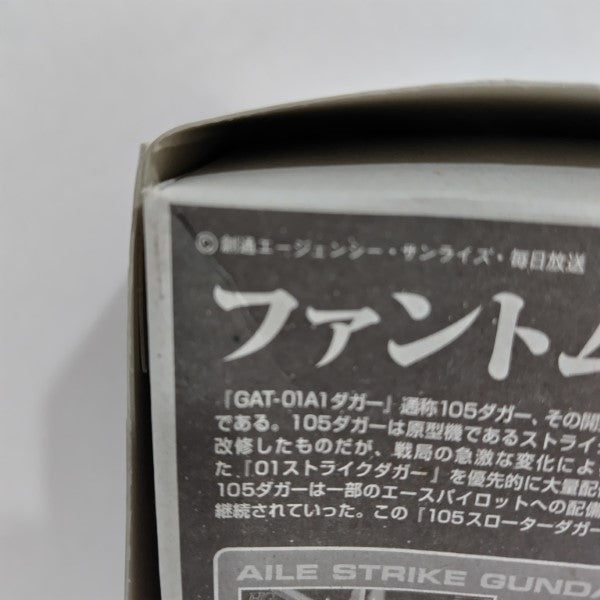 ©創通エージェンシー・サンライズ・毎日放送
ファントム
『GAT-01A1ダガー』通称105ダガー、その開
である。105ダガーは原型機であるストライ
改修したものだが、戦局の急激な変化によ
た『01ストライクダガー』を優先的に大量配
105ダガーは一部のエースパイロットへの配備
継続されていった。この『105スローターダガー
AILE STRIKE GUNDA